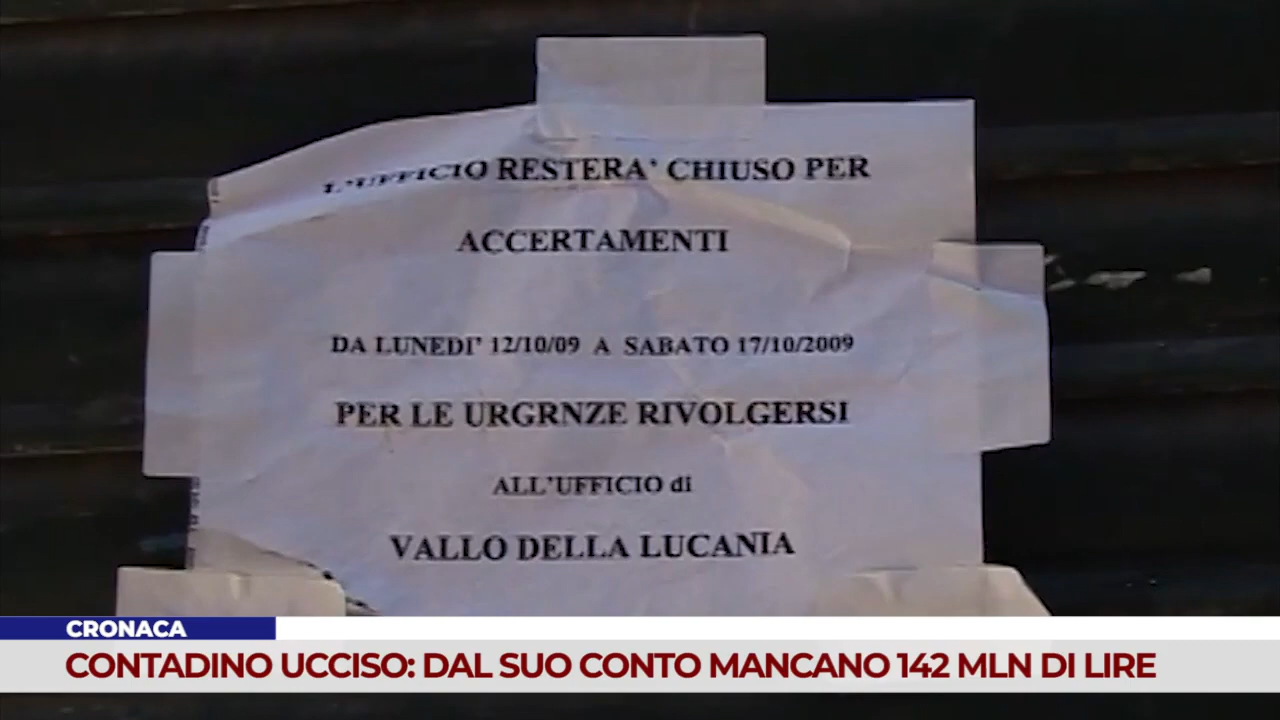 L'UFFICIO RESTERA' CHIUSO PER
ACCERTAMENTI
DA LUNEDI' 12/10/09 A SABATO 17/10/2009
PER LE URGRNZE RIVOLGERSI
ALL'UFFICIO di
VALLO DELLA LUCANIA
CRONACA
CONTADINO UCCISO: DAL SUO CONTO MANCANO 142 MLN DI LIRE